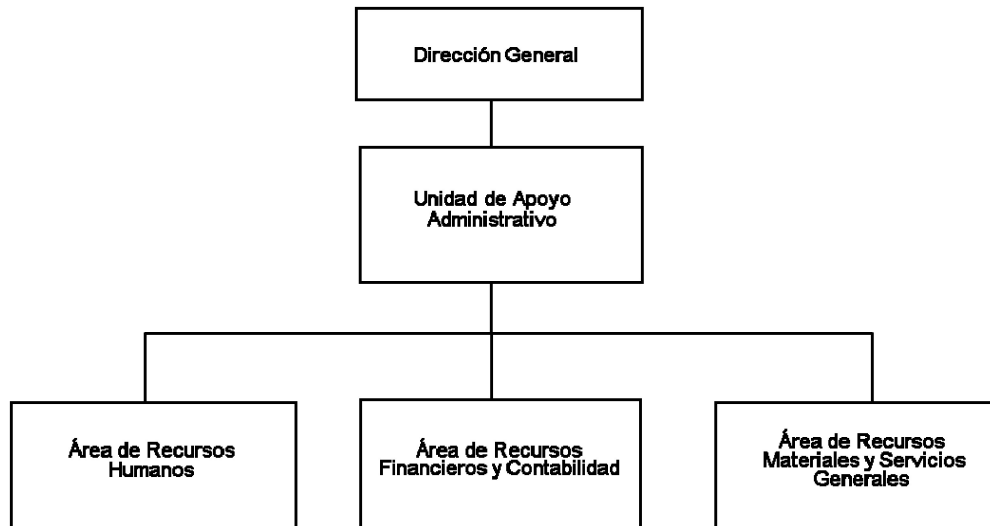 Dirección General
Unidad de Apoyo
Administrativo
Área de Recursos
Humanos
Área de Recursos
Financieros y Contabilidad
Área de Recursos
Materiales y Servicios
Generales